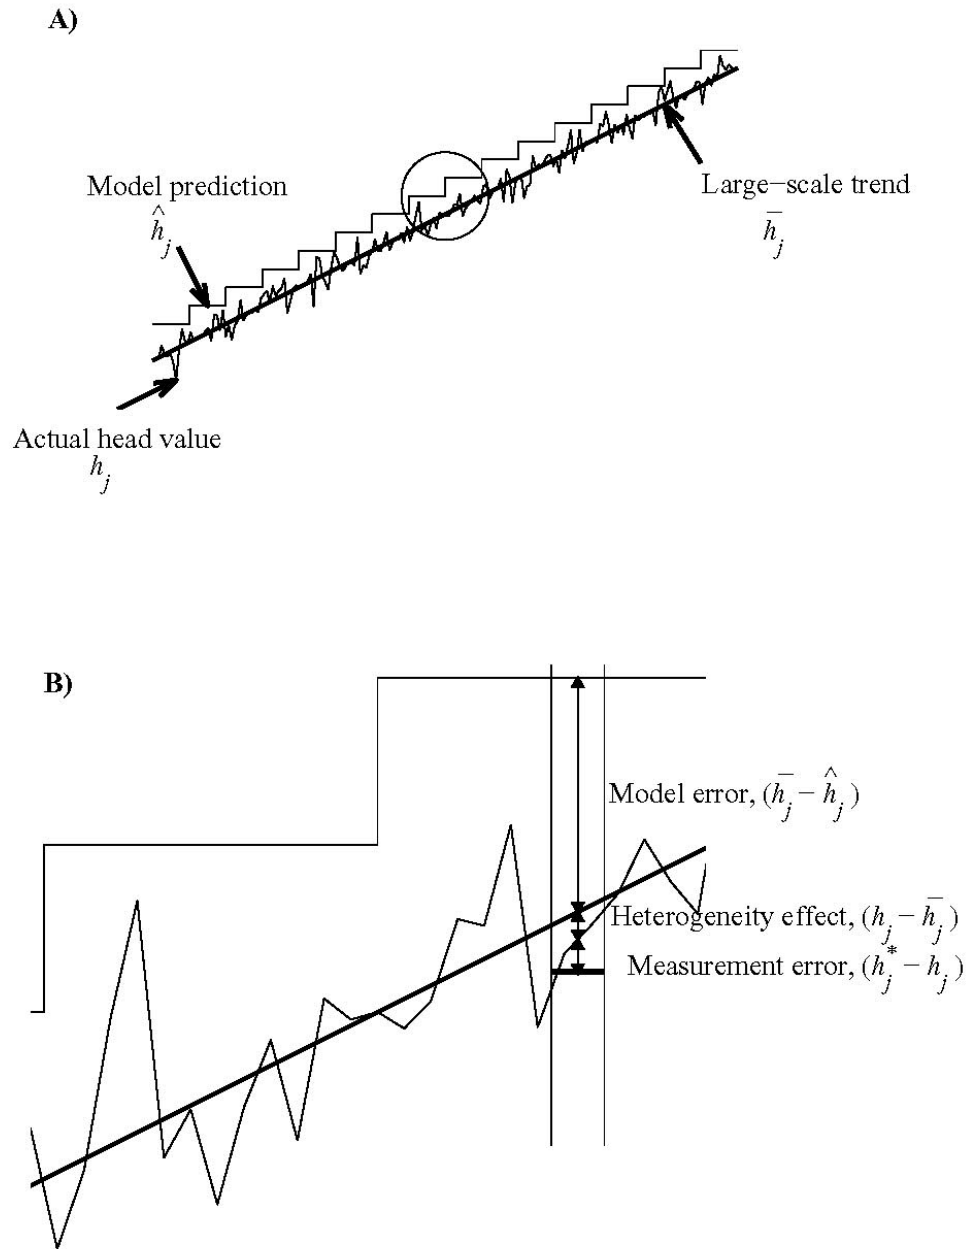 A)
Model prediction
ĥ_j
Large−scale trend
h̄_j
Actual head value
h_j
B)
Model error, (h̄_j − ĥ_j)
Heterogeneity effect, (h_j − h̄_j)
Measurement error, (h*_j − h_j)